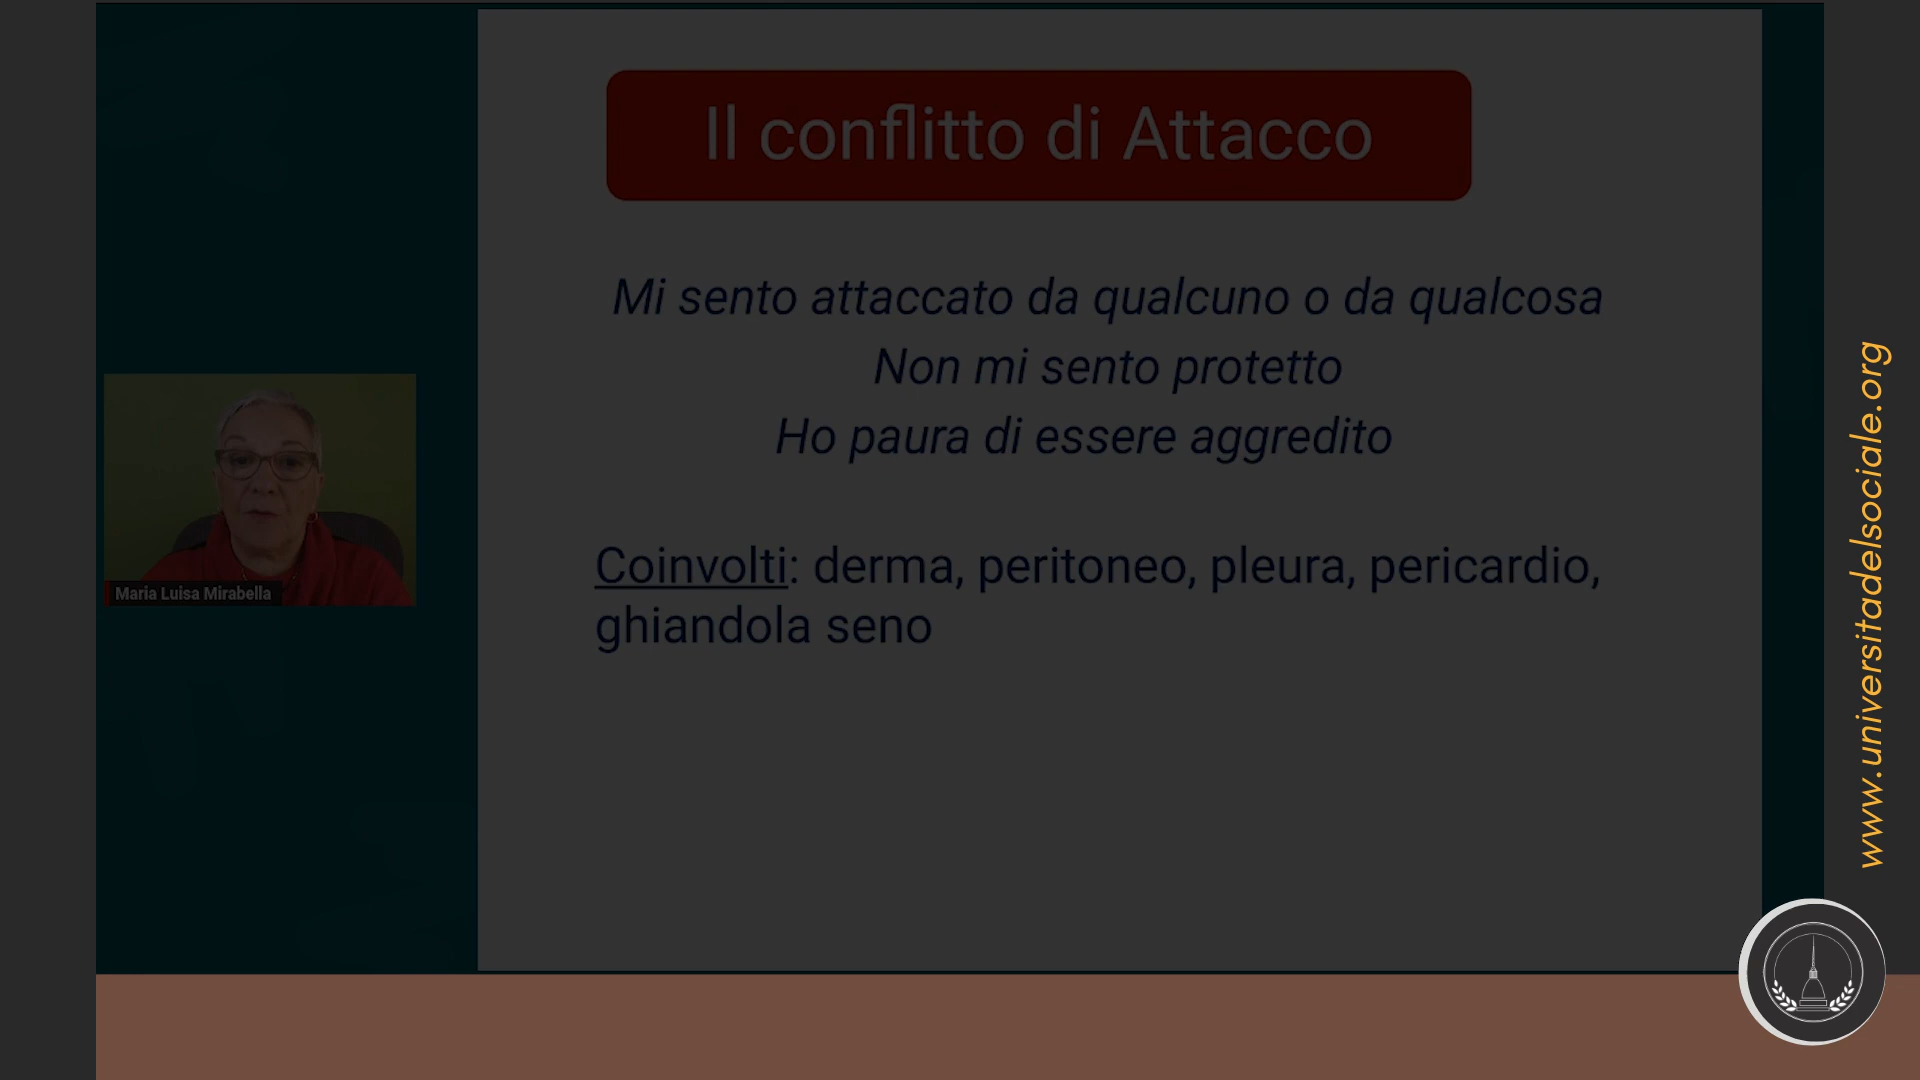 Il conflitto di Attacco
Mi sento attaccato da qualcuno o da qualcosa
Non mi sento protetto
Ho paura di essere aggredito
Coinvolti: derma, peritoneo, pleura, pericardio,
ghiandola seno
Maria Luisa Mirabella
www.universitadelsociale.org